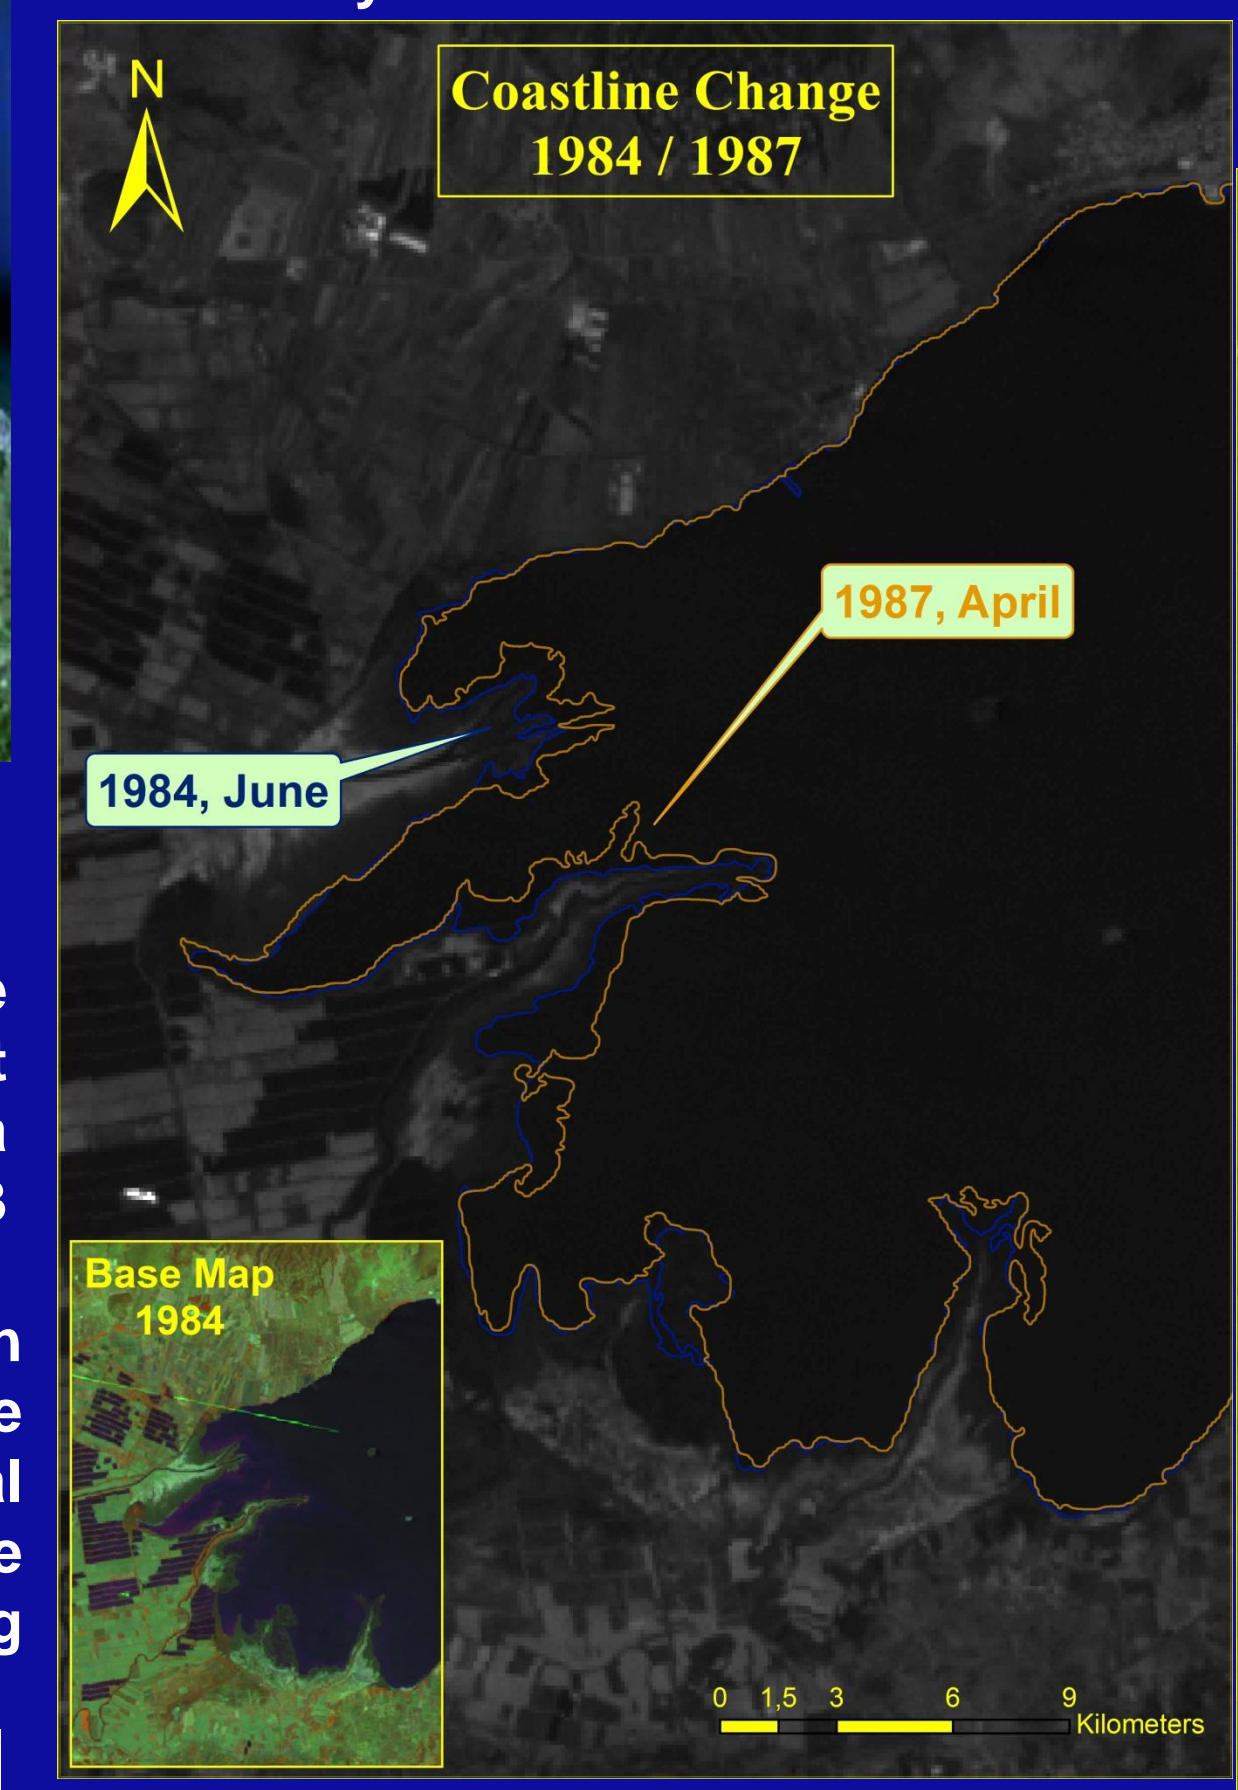 N
Coastline Change
1984 / 1987
1987, April
1984, June
Base Map
1984
0 1,5 3 6 9
Kilometers